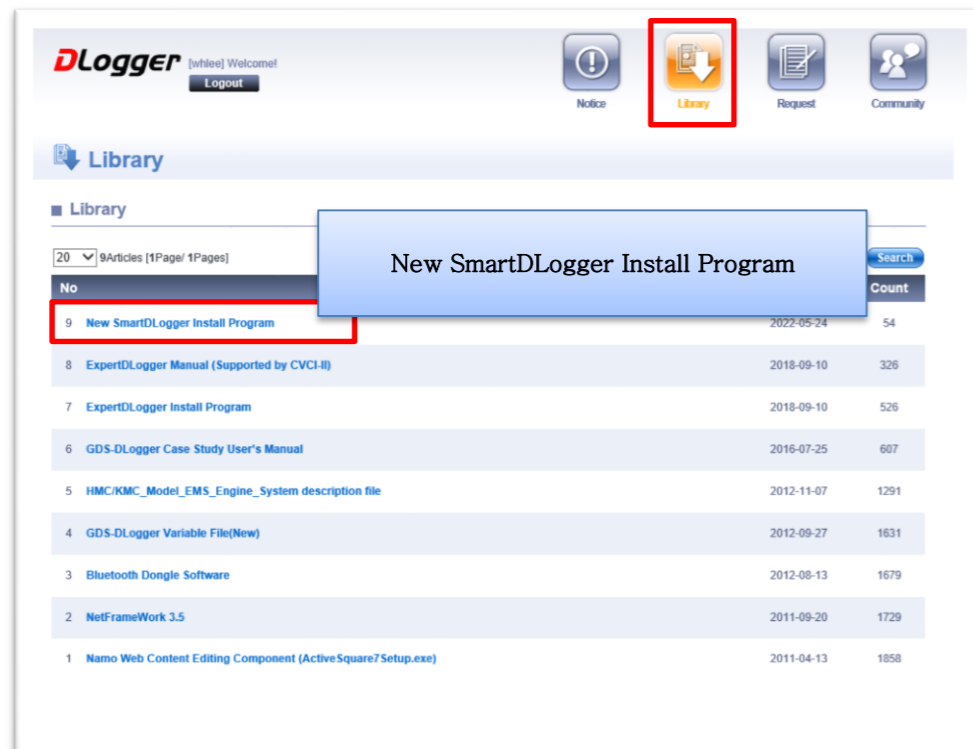 DLogger [whlee] Welcome!
Logout
Notice Library Request Community
Library
Library
20 9Articles [1Page/ 1Pages] Search
New SmartDLogger Install Program
No Count
9 New SmartDLogger Install Program 2022-05-24 54
8 ExpertDLogger Manual (Supported by CVCI-II) 2018-09-10 326
7 ExpertDLogger Install Program 2018-09-10 526
6 GDS-DLogger Case Study User's Manual 2016-07-25 607
5 HMC/KMC_Model_EMS_Engine_System description file 2012-11-07 1291
4 GDS-DLogger Variable File(New) 2012-09-27 1631
3 Bluetooth Dongle Software 2012-08-13 1679
2 NetFrameWork 3.5 2011-09-20 1729
1 Namo Web Content Editing Component (ActiveSquare7Setup.exe) 2011-04-13 1858